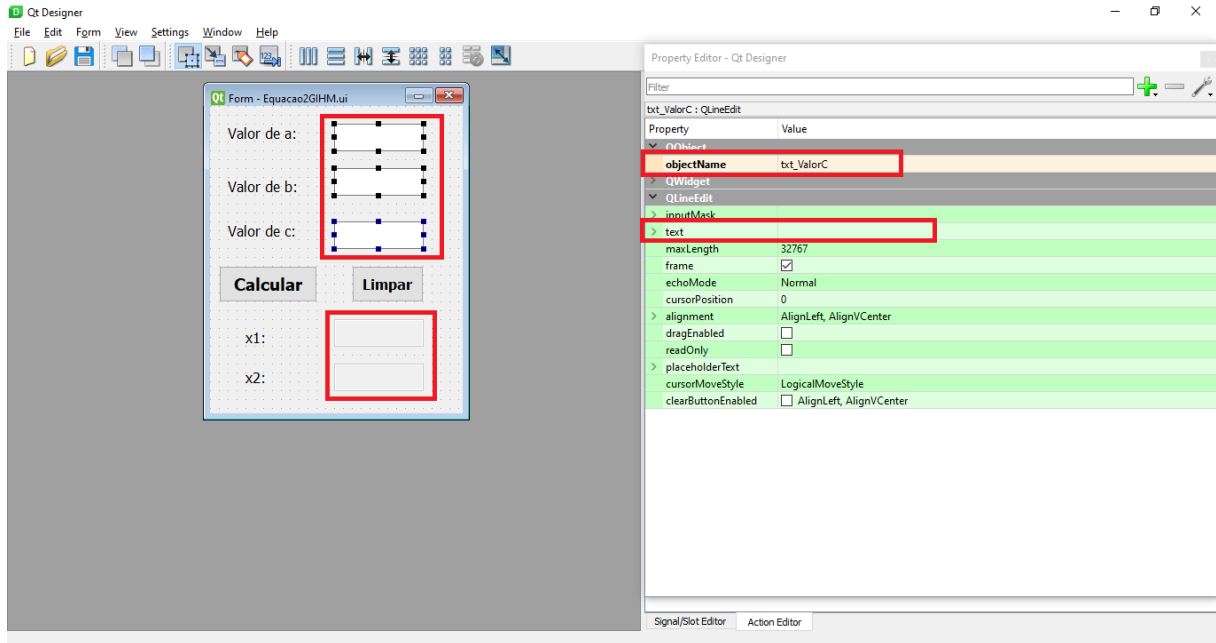 Qt Designer
File Edit Form View Settings Window Help
Property Editor - Qt Designer
Filter
txt_ValorC : QLineEdit
Property Value
QObject
objectName txt_ValorC
QWidget
QLineEdit
inputMask
text
maxLength 32767
frame
echoMode Normal
cursorPosition 0
alignment AlignLeft, AlignVCenter
dragEnabled
readOnly
placeholderText
cursorMoveStyle LogicalMoveStyle
clearButtonEnabled AlignLeft, AlignVCenter
Signal/Slot Editor Action Editor
Qt Form - Equacao2GIHM.ui
Valor de a:
Valor de b:
Valor de c:
Calcular Limpar
x1:
x2: